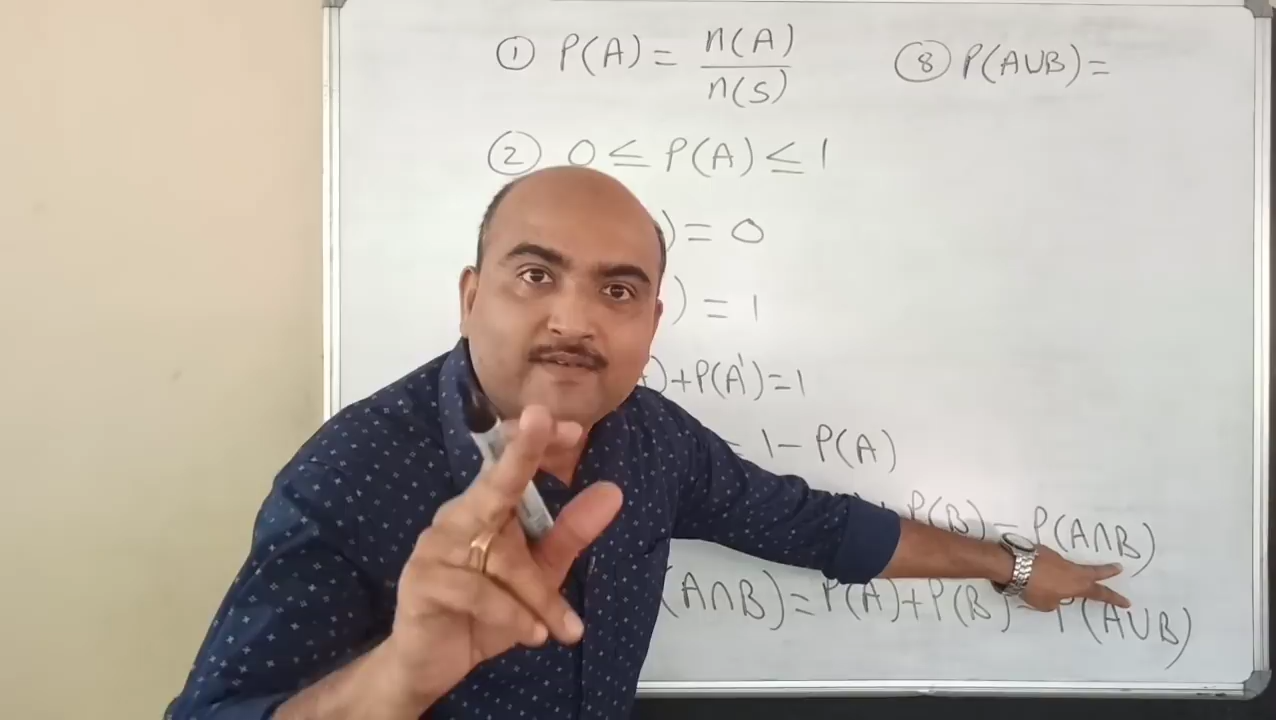 ① P(A) = n(A)/n(S)
② 0 ≤ P(A) ≤ 1
) = 0
) = 1
)+P(A')=1
= 1- P(A)
P(B)-P(A∩B)
(A∩B)=P(A)+P(B)-P(A∪B)
⑧ P(A∪B)=